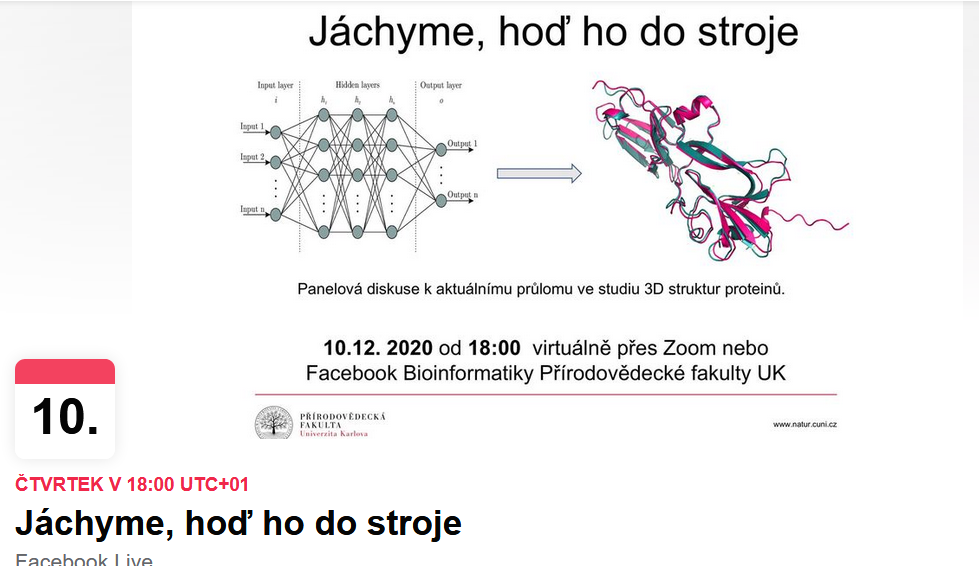 Jáchyme, hoď ho do stroje
Input layer
Hidden layers
Output layer
i
h₁
h₂
hₙ
o
Input 1
Input 2
Input n
Output 1
Output n
Panelová diskuse k aktuálnímu průlomu ve studiu 3D struktur proteinů.
10.12. 2020 od 18:00 virtuálně přes Zoom nebo
Facebook Bioinformatiky Přírodovědecké fakulty UK
PŘÍRODOVĚDECKÁ
FAKULTA
Univerzita Karlova
www.natur.cuni.cz
10.
ČTVRTEK V 18:00 UTC+01
Jáchyme, hoď ho do stroje
Facebook Live